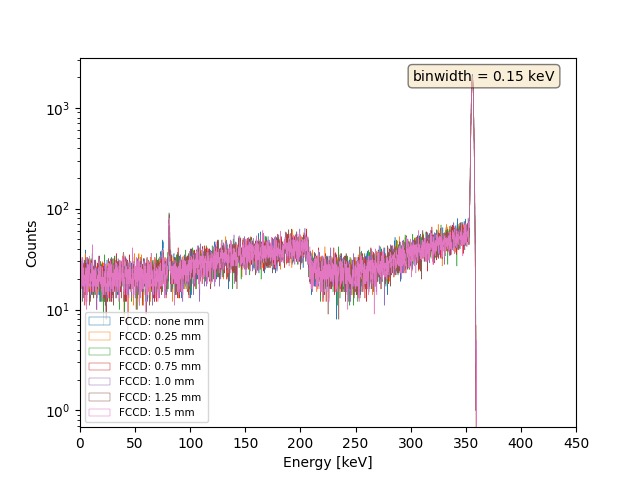 binwidth = 0.15 keV
10³
10²
10¹
10⁰
Counts
FCCD: none mm
FCCD: 0.25 mm
FCCD: 0.5 mm
FCCD: 0.75 mm
FCCD: 1.0 mm
FCCD: 1.25 mm
FCCD: 1.5 mm
0 50 100 150 200 250 300 350 400 450
Energy [keV]